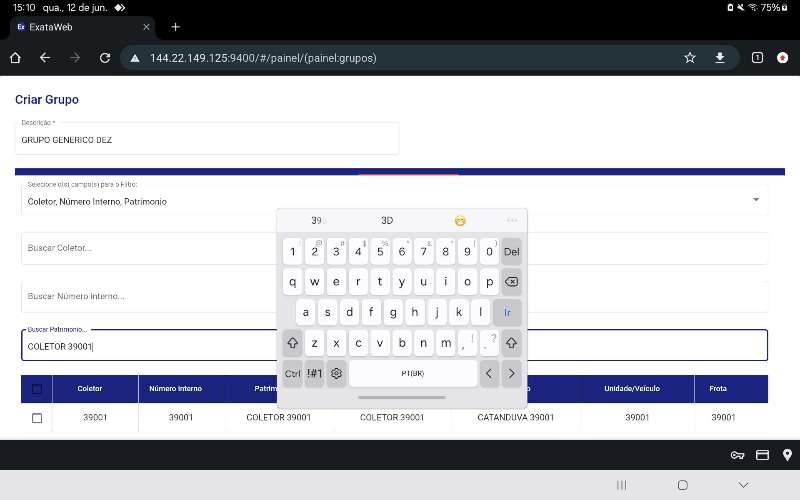 15:10 qua., 12 de jun. 75%
Ex ExataWeb
144.22.149.125:9400/#/painel/(painel:grupos) 1
Criar Grupo
Descrição *
GRUPO GENERICO DEZ
Selecione o(s) campo(s) para o Filtro:
Coletor, Número Interno, Patrimonio
Buscar Coletor...
Buscar Número Interno...
Buscar Patrimonio...
COLETOR 39001
39 3D ...
1 2 3 4 5 6 7 8 9 0 Del
q w e r t y u i o p
a s d f g h j k l Ir
z x c v b n m , ! . ?
Ctrl !#1 PT(BR) < >
Coletor Número Interno Patrim o Unidade/Veículo Frota
39001 39001 COLETOR 39001 COLETOR 39001 CATANDUVA 39001 39001 39001